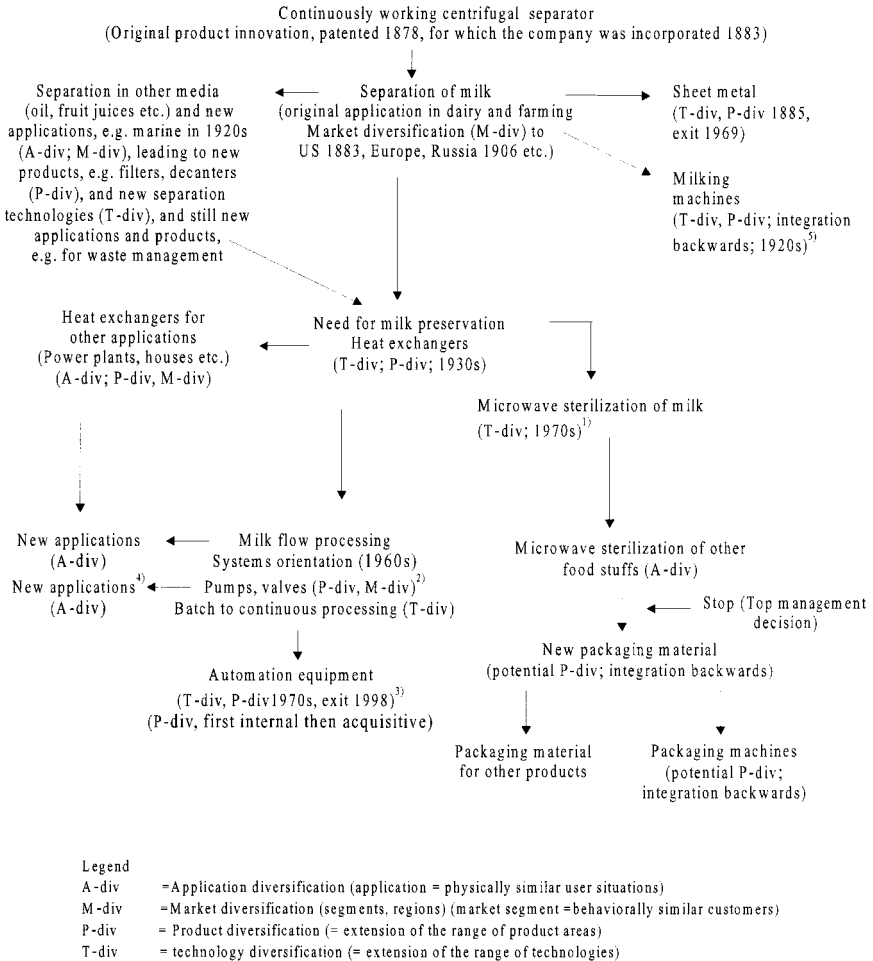 Continuously working centrifugal separator
(Original product innovation, patented 1878, for which the company was incorporated 1883)
Separation in other media
(oil, fruit juices etc.) and new
applications, e.g. marine in 1920s
(A-div; M-div), leading to new
products, e.g. filters, decanters
(P-div), and new separation
technologies (T-div), and still new
applications and products,
e.g. for waste management
Separation of milk
(original application in dairy and farming
Market diversification (M-div) to
US 1883, Europe, Russia 1906 etc.)
Sheet metal
(T-div, P-div 1885,
exit 1969)
Milking
machines
(T-div, P-div; integration
backwards; 1920s)5)
Heat exchangers for
other applications
(Power plants, houses etc.)
(A-div; P-div, M-div)
Need for milk preservation
Heat exchangers
(T-div; P-div; 1930s)
Microwave sterilization of milk
(T-div; 1970s)1)
New applications
(A-div)
New applications4)
(A-div)
Milk flow processing
Systems orientation (1960s)
Pumps, valves (P-div, M-div)2)
Batch to continuous processing (T-div)
Microwave sterilization of other
food stuffs (A-div)
Stop (Top management
decision)
New packaging material
(potential P-div; integration backwards)
Automation equipment
(T-div, P-div1970s, exit 1998)3)
(P-div, first internal then acquisitive)
Packaging material
for other products
Packaging machines
(potential P-div;
integration backwards)
Legend
A-div =Application diversification (application = physically similar user situations)
M-div =Market diversification (segments, regions) (market segment =behaviorally similar customers)
P-div = Product diversification (= extension of the range of product areas)
T-div = technology diversification (= extension of the range of technologies)